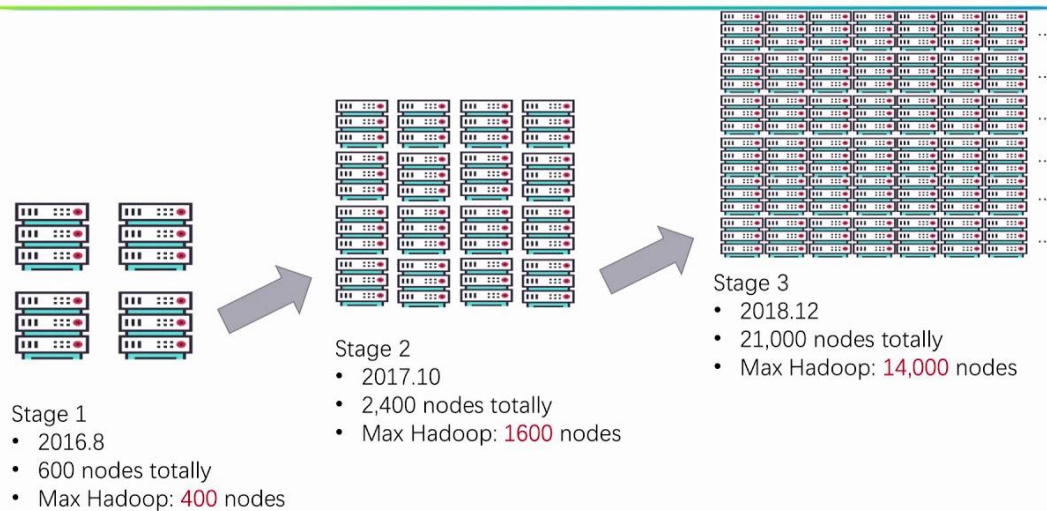 Stage 1
• 2016.8
• 600 nodes totally
• Max Hadoop: 400 nodes
Stage 2
• 2017.10
• 2,400 nodes totally
• Max Hadoop: 1600 nodes
Stage 3
• 2018.12
• 21,000 nodes totally
• Max Hadoop: 14,000 nodes